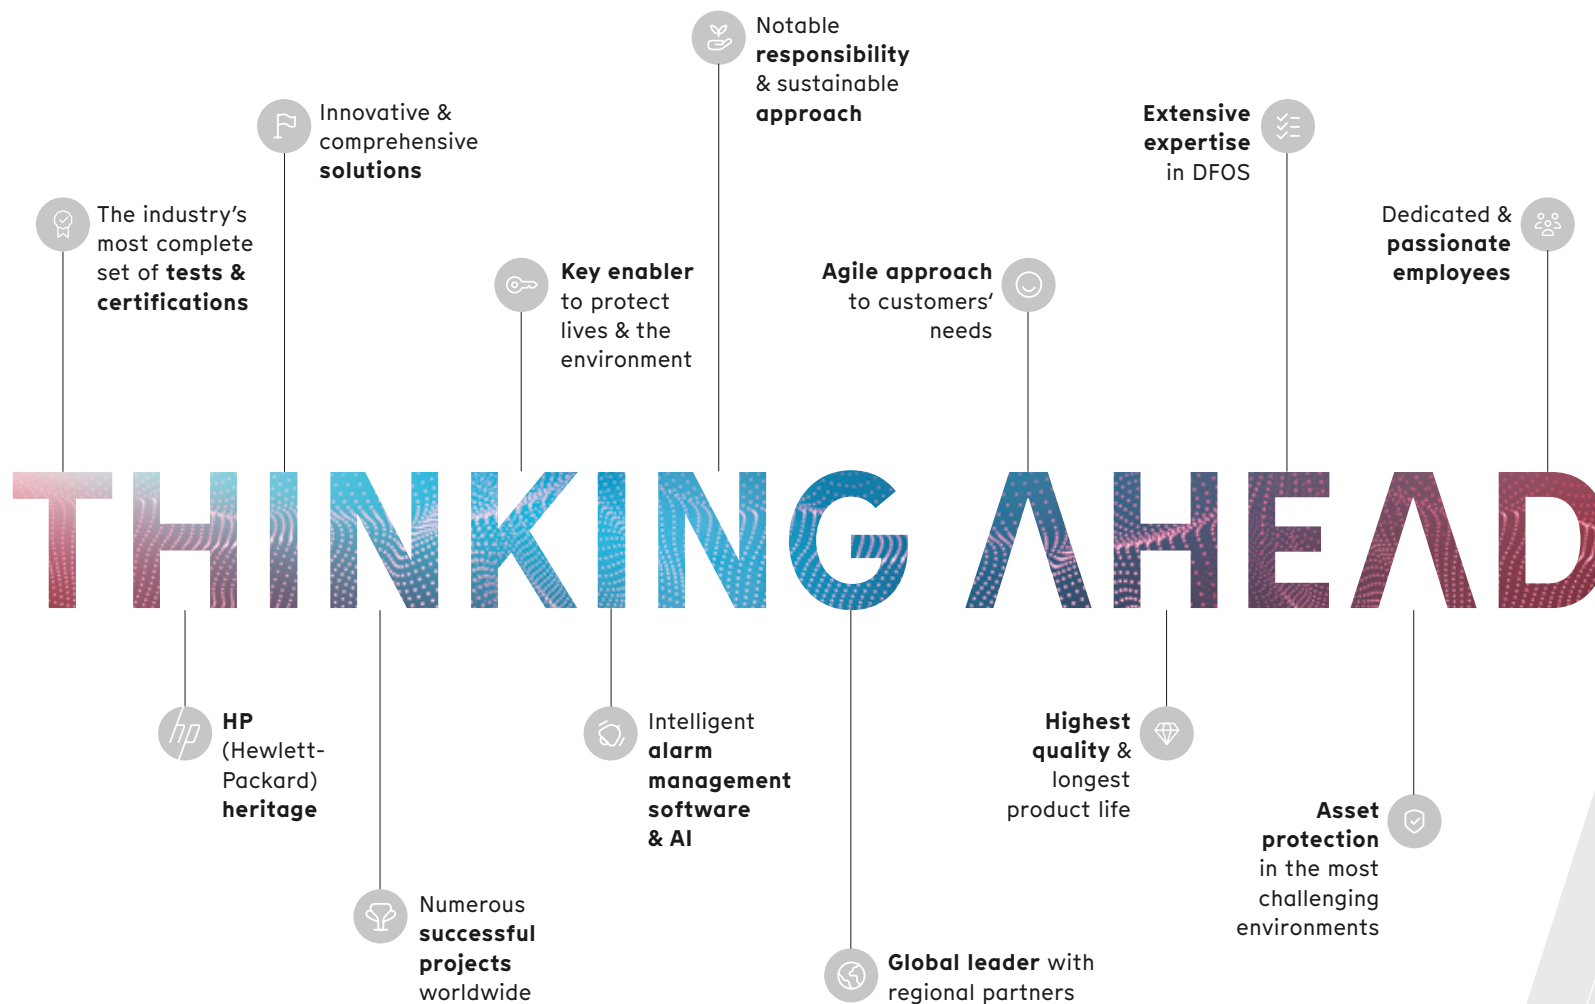 Notable
responsibility
& sustainable
approach
Innovative &
comprehensive
solutions
Extensive
expertise
in DFOS
The industry's
most complete
set of tests &
certifications
Dedicated &
passionate
employees
Key enabler
to protect
lives & the
environment
Agile approach
to customers‘
needs
THINKING AHEAD
hp
HP
(Hewlett-
Packard)
heritage
Intelligent
alarm
management
software
& AI
Highest
quality &
longest
product life
Asset
protection
in the most
challenging
environments
Numerous
successful
projects
worldwide
Global leader with
regional partners